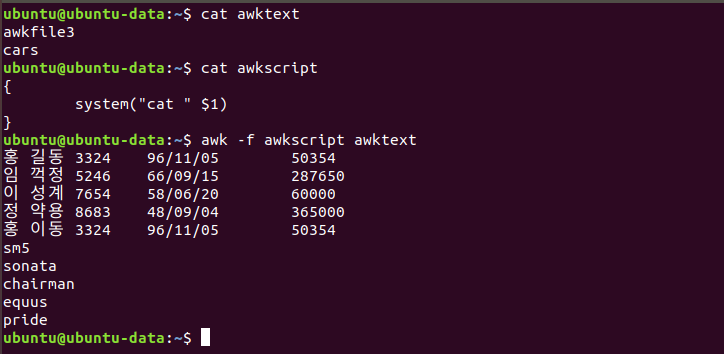 ubuntu@ubuntu-data:~$ cat awktext
awkfile3
cars
ubuntu@ubuntu-data:~$ cat awkscript
{
        system("cat " $1)
}
ubuntu@ubuntu-data:~$ awk -f awkscript awktext
홍 길동 3324    96/11/05        50354
임 꺽정 5246    66/09/15        287650
이 성계 7654    58/06/20        60000
정 약용 8683    48/09/04        365000
홍 이동 3324    96/11/05        50354
sm5
sonata
chairman
equus
pride
ubuntu@ubuntu-data:~$